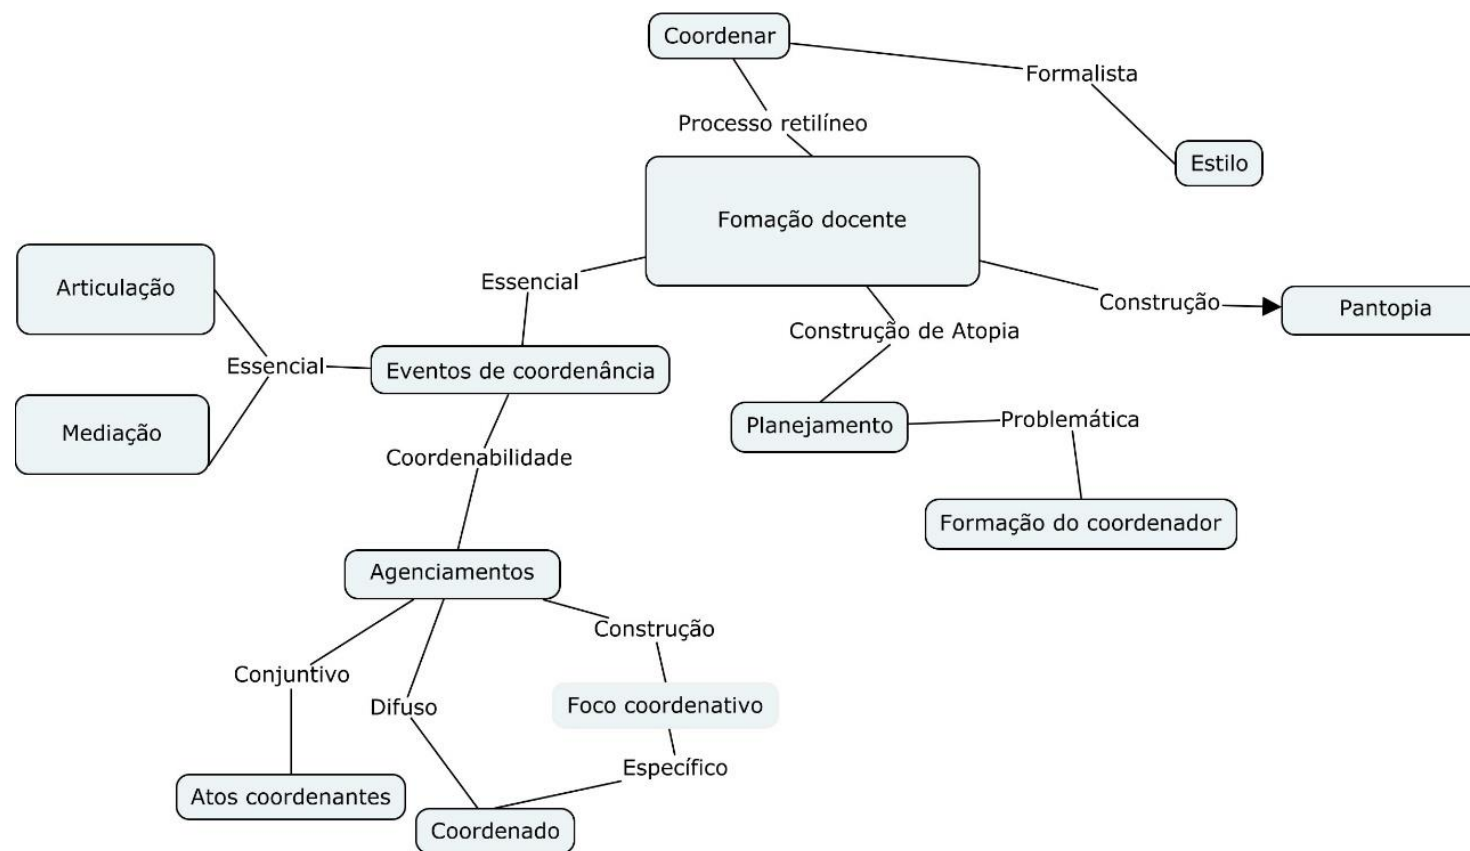 Coordenar
Formalista
Processo retilíneo
Estilo
Fomação docente
Articulação
Essencial
Construção
Pantopia
Construção de Atopia
Essencial
Eventos de coordenância
Mediação
Planejamento
Problemática
Coordenabilidade
Formação do coordenador
Agenciamentos
Construção
Conjuntivo
Difuso
Foco coordenativo
Específico
Atos coordenantes
Coordenado